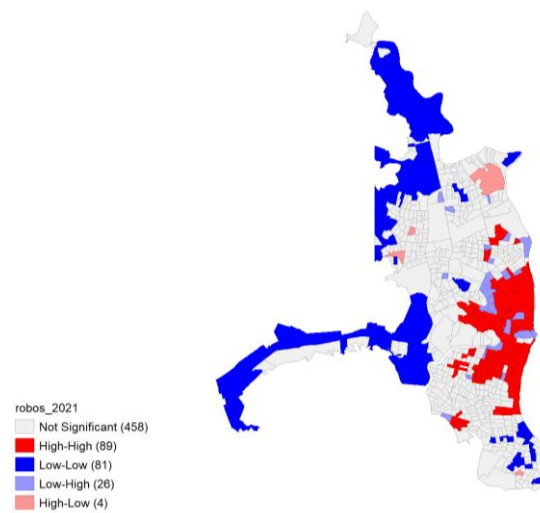 robos_2021
Not Significant (458)
High-High (89)
Low-Low (81)
Low-High (26)
High-Low (4)